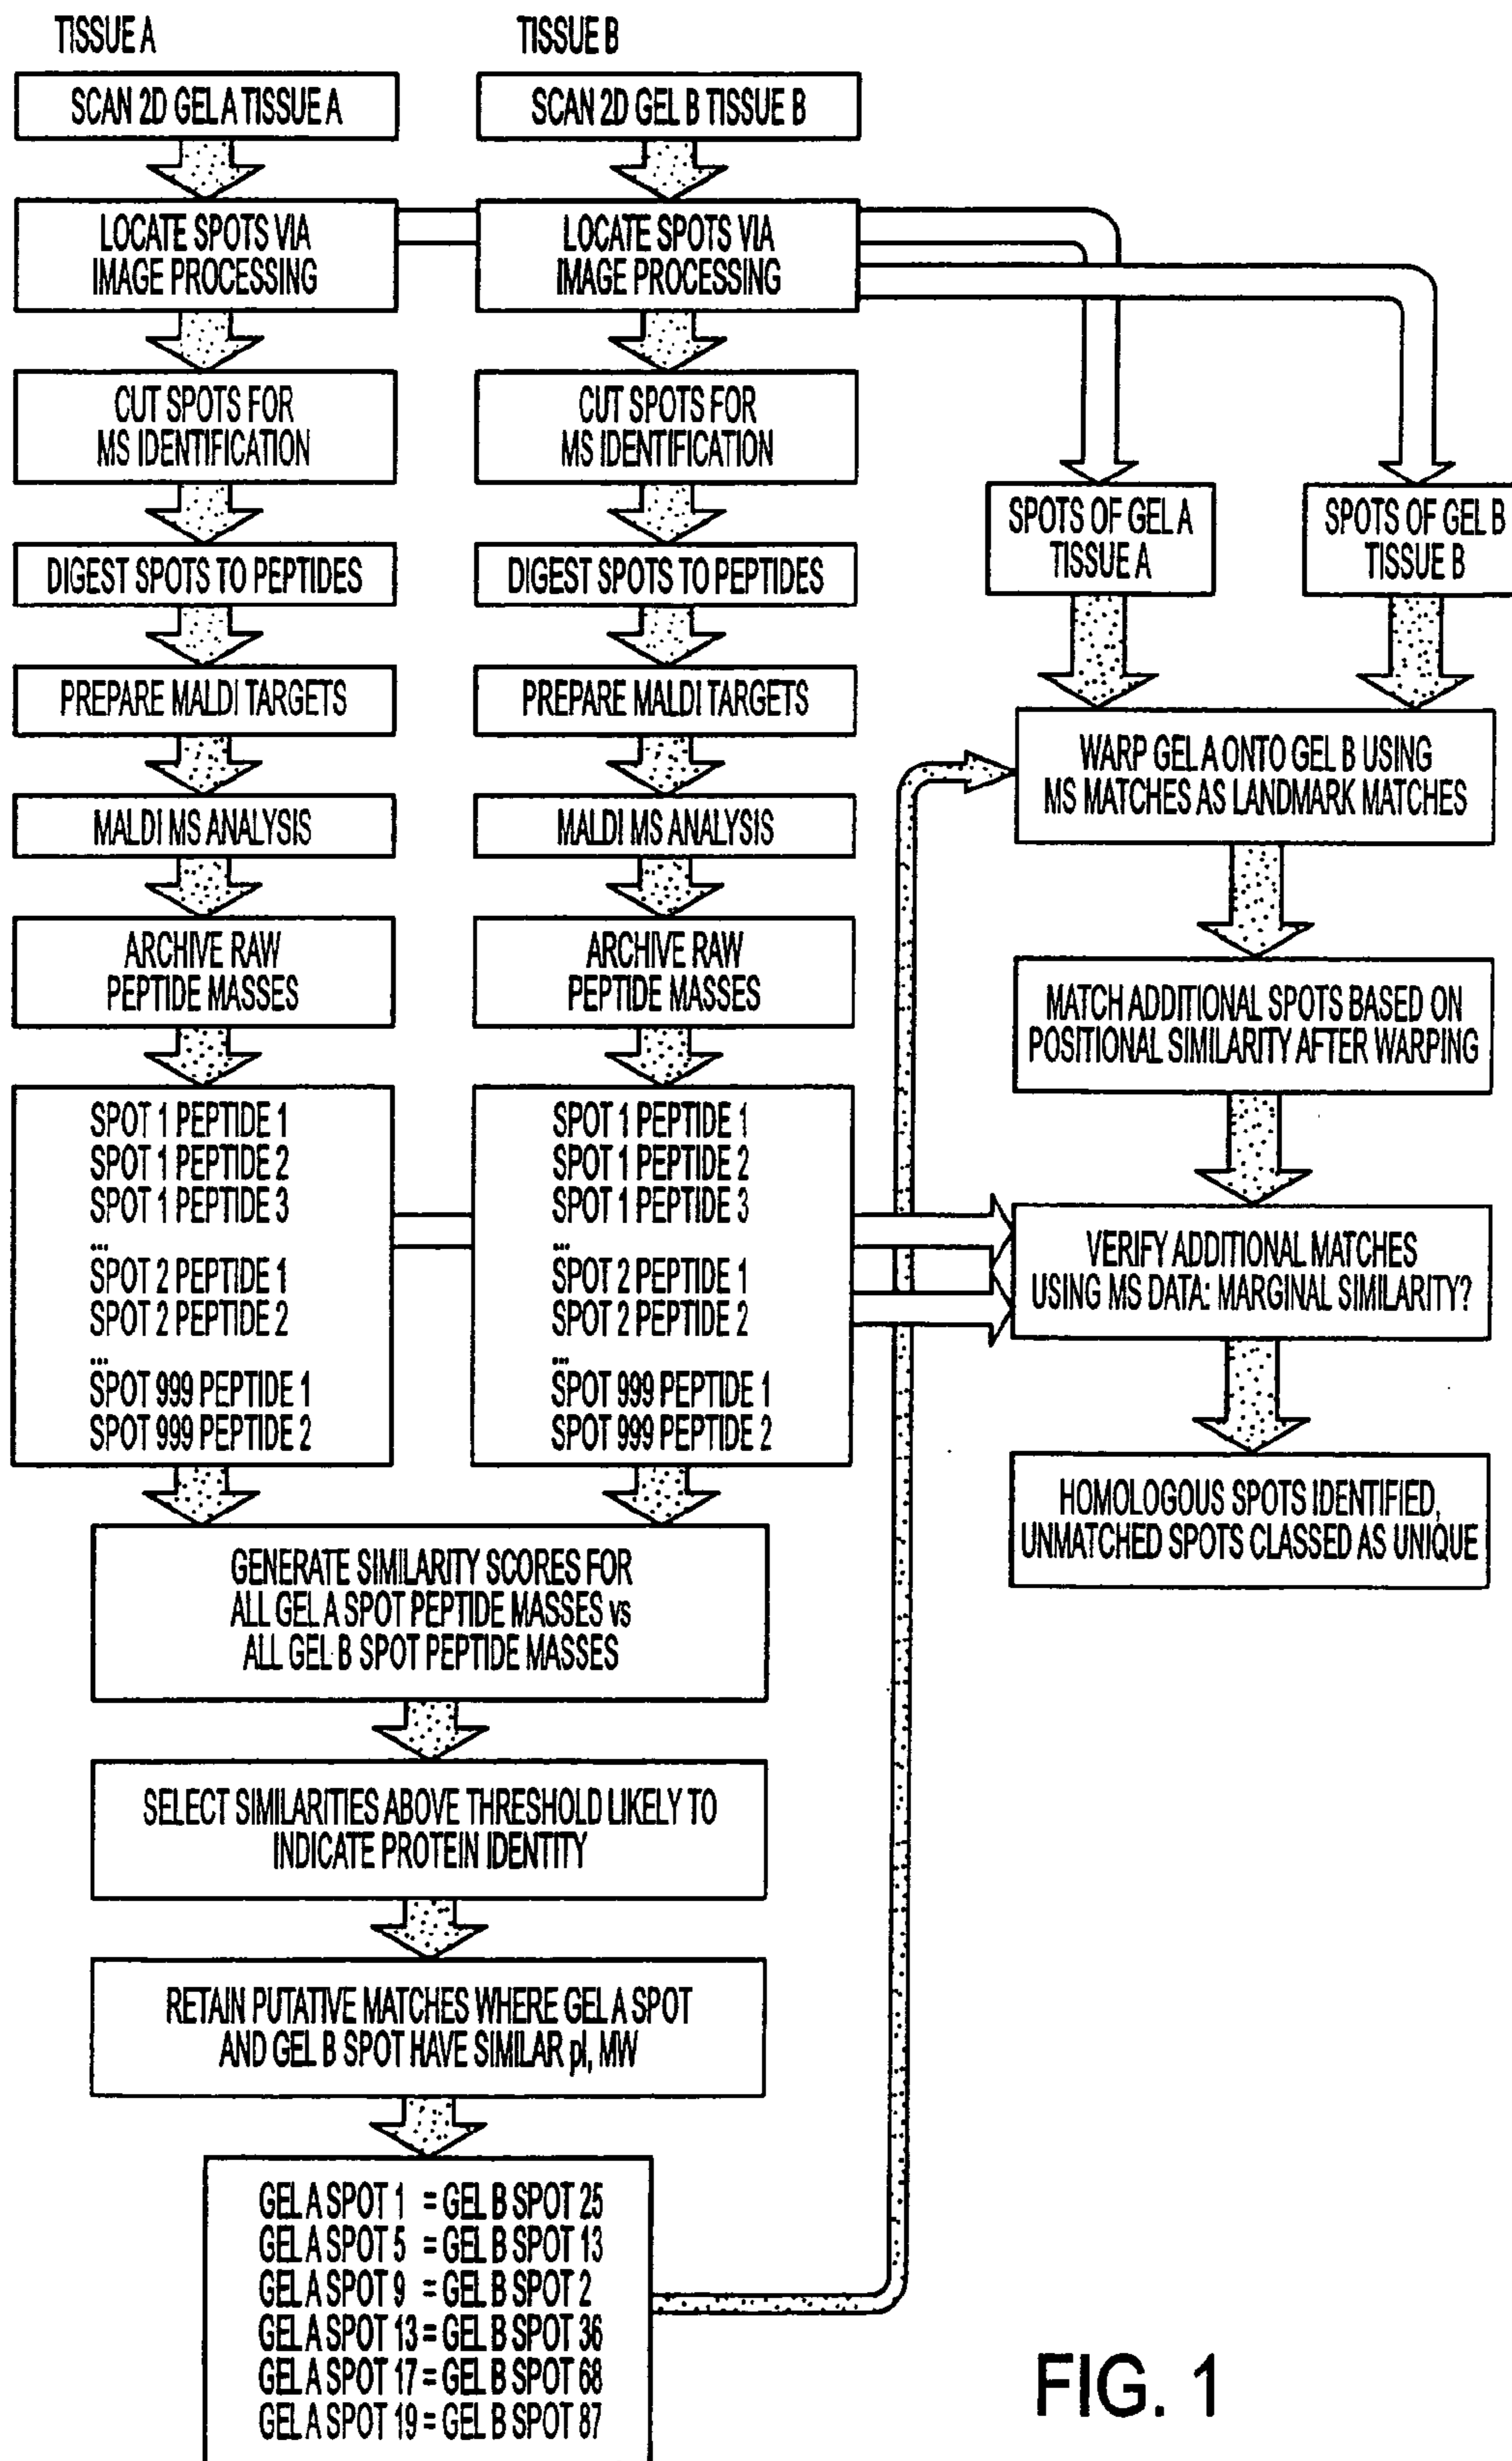 TISSUE A
SCAN 2D GEL A TISSUE A
LOCATE SPOTS VIA
IMAGE PROCESSING
CUT SPOTS FOR
MS IDENTIFICATION
DIGEST SPOTS TO PEPTIDES
PREPARE MALDI TARGETS
MALDI MS ANALYSIS
ARCHIVE RAW
PEPTIDE MASSES
SPOT 1 PEPTIDE 1
SPOT 1 PEPTIDE 2
SPOT 1 PEPTIDE 3
...
SPOT 2 PEPTIDE 1
SPOT 2 PEPTIDE 2
...
SPOT 999 PEPTIDE 1
SPOT 999 PEPTIDE 2
TISSUE B
SCAN 2D GEL B TISSUE B
LOCATE SPOTS VIA
IMAGE PROCESSING
CUT SPOTS FOR
MS IDENTIFICATION
DIGEST SPOTS TO PEPTIDES
PREPARE MALDI TARGETS
MALDI MS ANALYSIS
ARCHIVE RAW
PEPTIDE MASSES
SPOT 1 PEPTIDE 1
SPOT 1 PEPTIDE 2
SPOT 1 PEPTIDE 3
...
SPOT 2 PEPTIDE 1
SPOT 2 PEPTIDE 2
...
SPOT 999 PEPTIDE 1
SPOT 999 PEPTIDE 2
GENERATE SIMILARITY SCORES FOR
ALL GEL A SPOT PEPTIDE MASSES vs
ALL GEL B SPOT PEPTIDE MASSES
SELECT SIMILARITIES ABOVE THRESHOLD LIKELY TO
INDICATE PROTEIN IDENTITY
RETAIN PUTATIVE MATCHES WHERE GEL A SPOT
AND GEL B SPOT HAVE SIMILAR pI, MW
GEL A SPOT 1 = GEL B SPOT 25
GEL A SPOT 5 = GEL B SPOT 13
GEL A SPOT 9 = GEL B SPOT 2
GEL A SPOT 13 = GEL B SPOT 36
GEL A SPOT 17 = GEL B SPOT 68
GEL A SPOT 19 = GEL B SPOT 87
SPOTS OF GEL A
TISSUE A
SPOTS OF GEL B
TISSUE B
WARP GEL A ONTO GEL B USING
MS MATCHES AS LANDMARK MATCHES
MATCH ADDITIONAL SPOTS BASED ON
POSITIONAL SIMILARITY AFTER WARPING
VERIFY ADDITIONAL MATCHES
USING MS DATA: MARGINAL SIMILARITY?
HOMOLOGOUS SPOTS IDENTIFIED,
UNMATCHED SPOTS CLASSED AS UNIQUE
FIG. 1